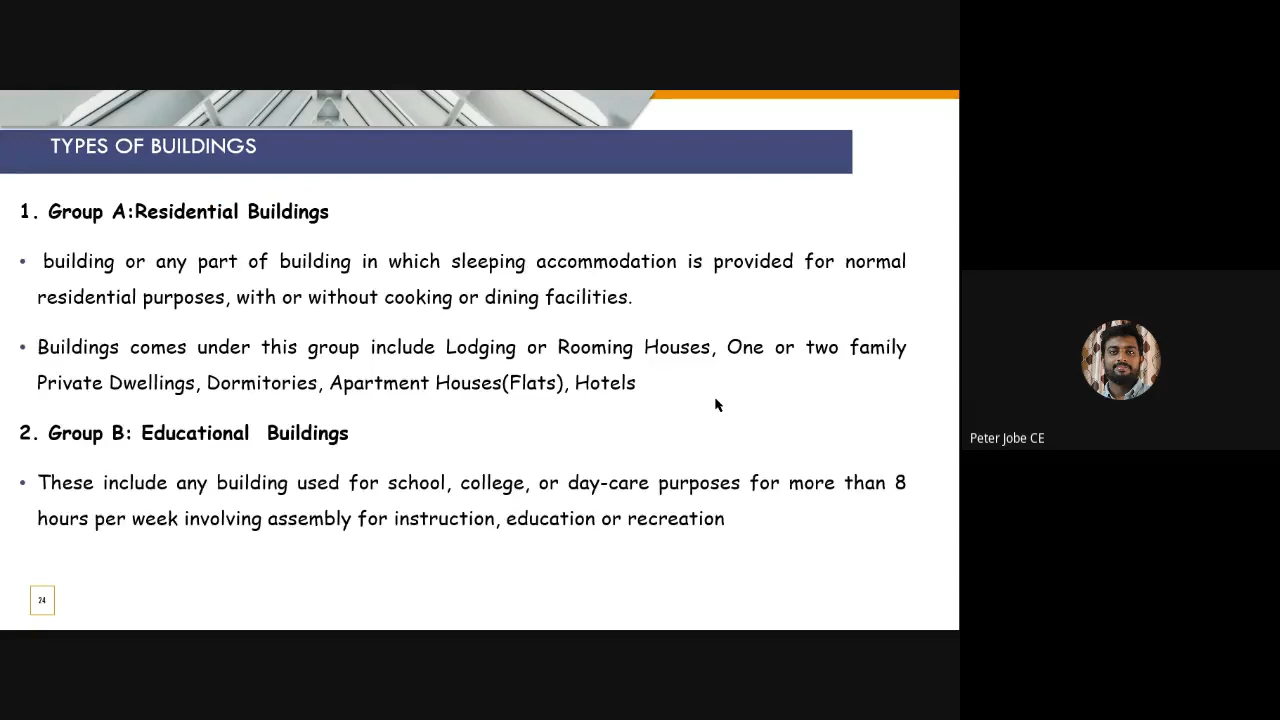 TYPES OF BUILDINGS
1. Group A:Residential Buildings
• building or any part of building in which sleeping accommodation is provided for normal
residential purposes, with or without cooking or dining facilities.
• Buildings comes under this group include Lodging or Rooming Houses, One or two family
Private Dwellings, Dormitories, Apartment Houses(Flats), Hotels
2. Group B: Educational Buildings
• These include any building used for school, college, or day-care purposes for more than 8
hours per week involving assembly for instruction, education or recreation
24
Peter Jobe CE